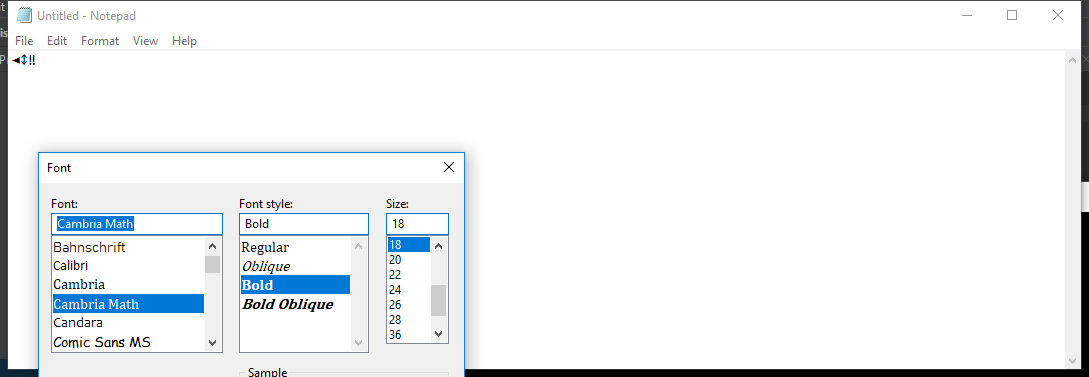 Untitled - Notepad
File Edit Format View Help
◄↕‼
Font
Font: Font style: Size:
Cambria Math Bold 18
Bahnschrift Regular 18
Calibri Oblique 20
Cambria Bold 22
Cambria Math Bold Oblique 24
Candara 26
Comic Sans MS 28
36
Sample